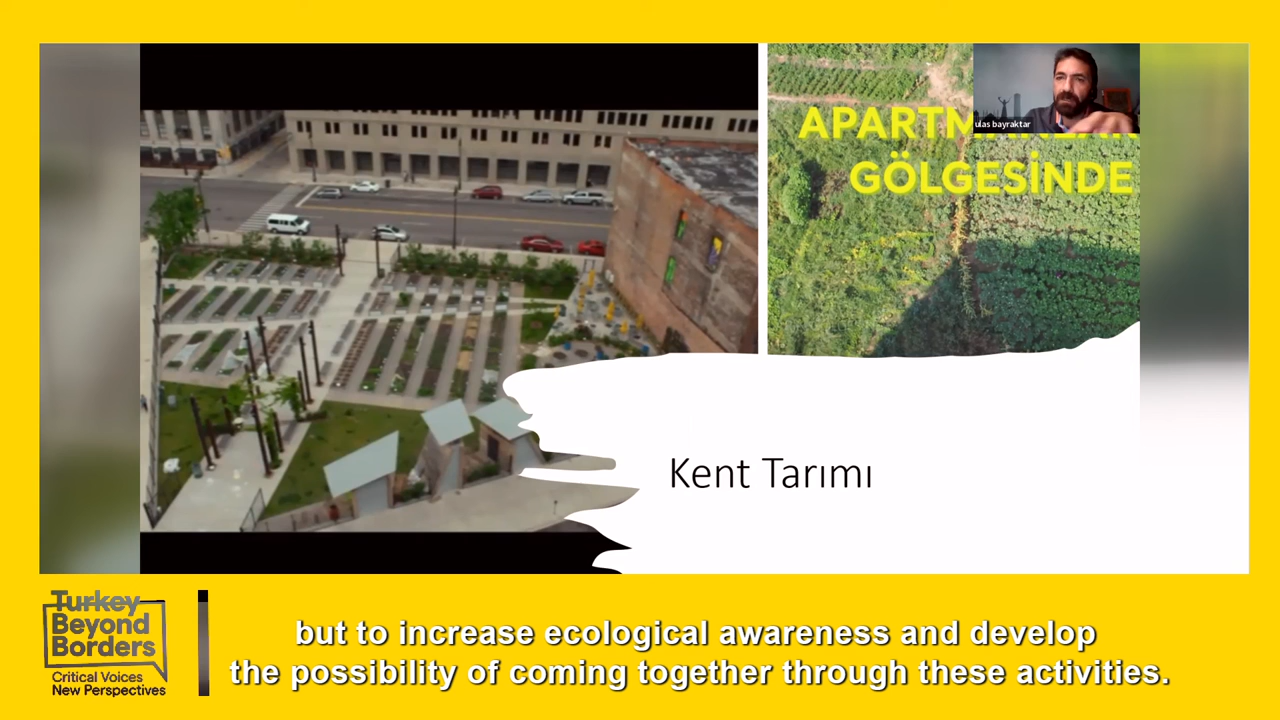 ulas bayraktar
GÖLGESİNDE
Kent Tarımı
Turkey
Beyond
Borders
Critical Voices
New Perspectives
but to increase ecological awareness and develop
the possibility of coming together through these activities.